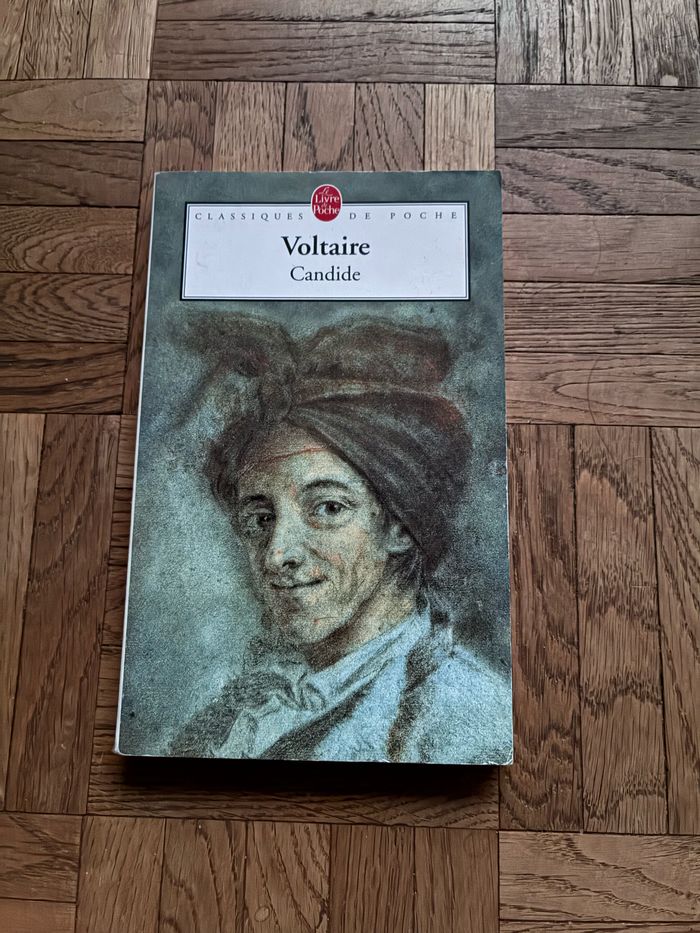 Le
Livre
de
Poche
CLASSIQUES DE POCHE
Voltaire
Candide